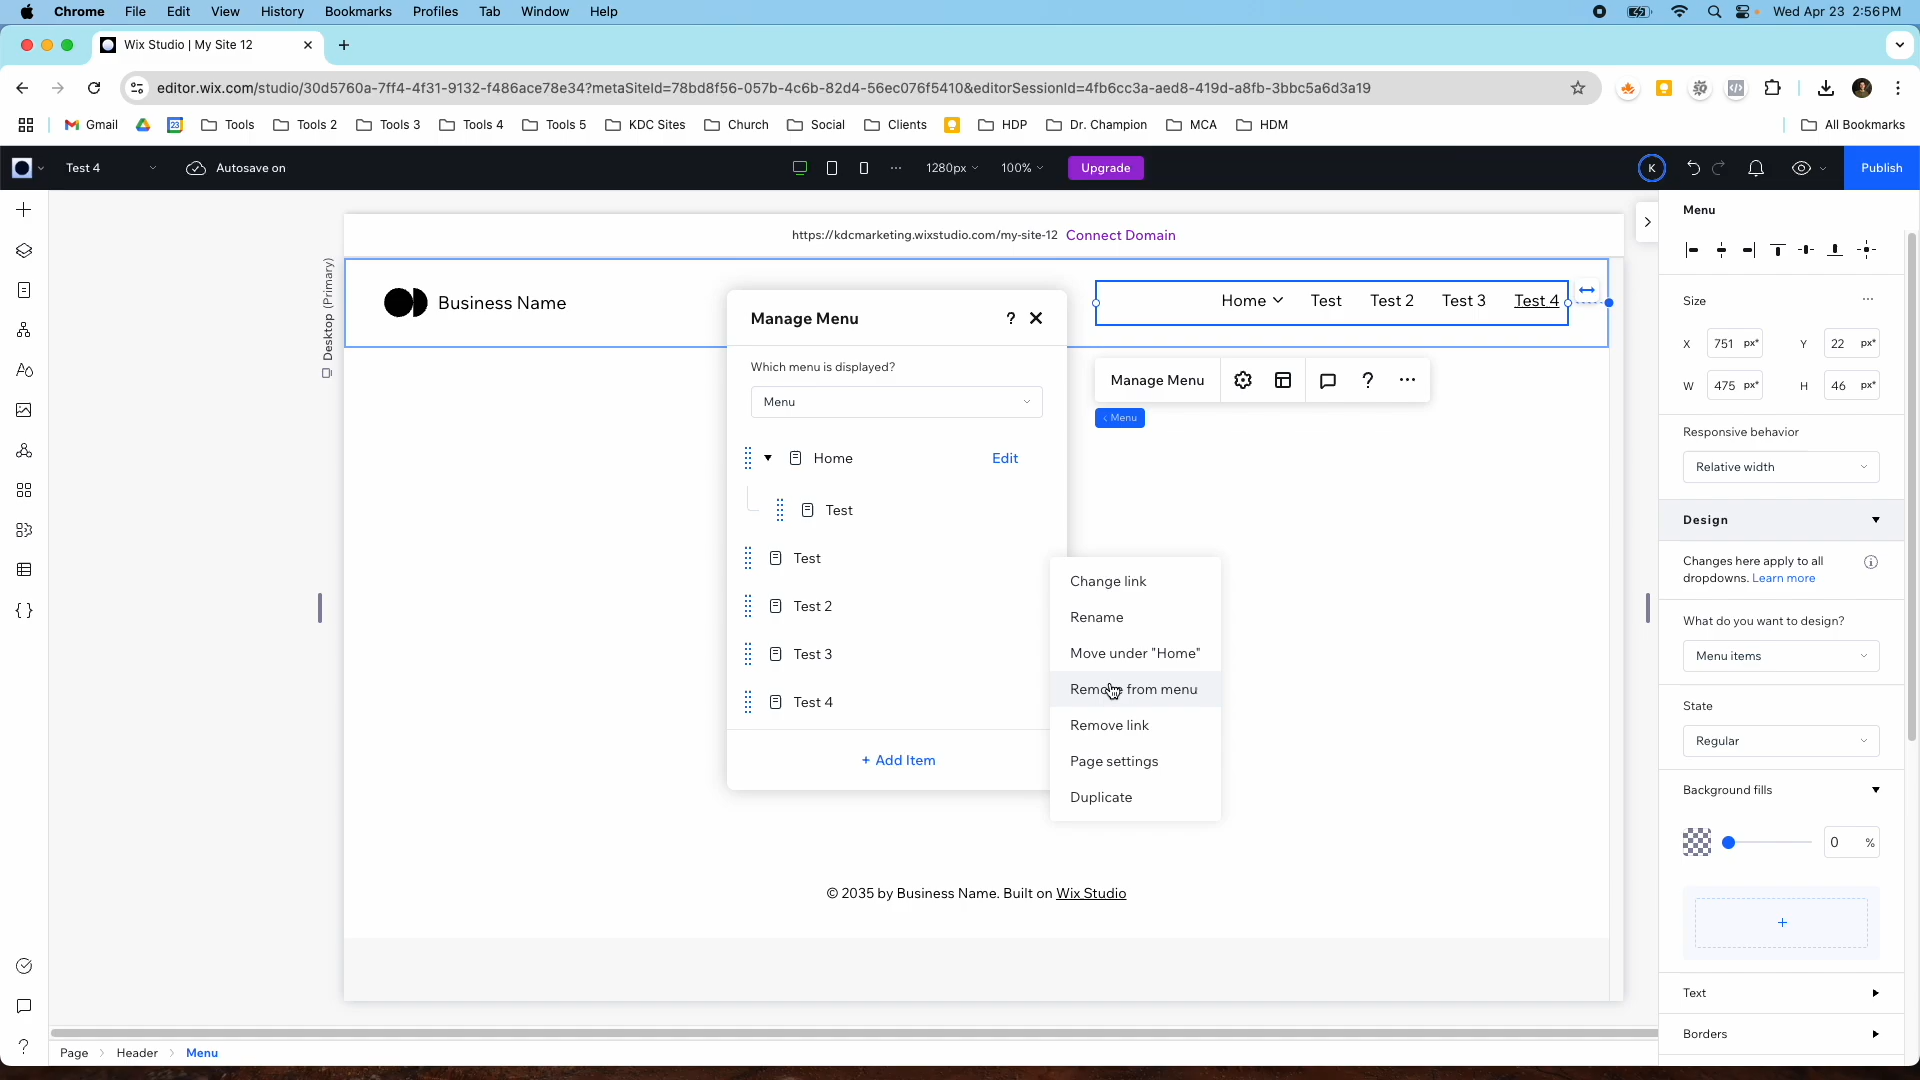 Chrome File Edit View History Bookmarks Profiles Tab Window Help Wed Apr 23 2:56 PM
Wix Studio | My Site 12
editor.wix.com/studio/30d5760a-7ff4-4f31-9132-f486ace78e34?metaSiteId=78bd8f56-057b-4c6b-82d4-56ec076f5410&editorSessionId=4fb6cc3a-aed8-419d-a8fb-3bbc5a6d3a19
Gmail Tools Tools 2 Tools 3 Tools 4 Tools 5 KDC Sites Church Social Clients HDP Dr. Champion MCA HDM All Bookmarks
Test 4 Autosave on 1280px 100% Upgrade K Publish
https://kdcmarketing.wixstudio.com/my-site-12 Connect Domain
Desktop (Primary)
Business Name
Home Test Test 2 Test 3 Test 4
Manage Menu ?
Which menu is displayed?
Menu
Home Edit
Test
Test
Test 2
Test 3
Test 4
+ Add Item
Manage Menu ?
< Menu
Change link
Rename
Move under "Home"
Remove from menu
Remove link
Page settings
Duplicate
© 2035 by Business Name. Built on Wix Studio
Menu
Size
X 751 px* Y 22 px*
W 475 px* H 46 px*
Responsive behavior
Relative width
Design
Changes here apply to all
dropdowns. Learn more
What do you want to design?
Menu items
State
Regular
Background fills
0 %
+
Text
Borders
Page > Header > Menu